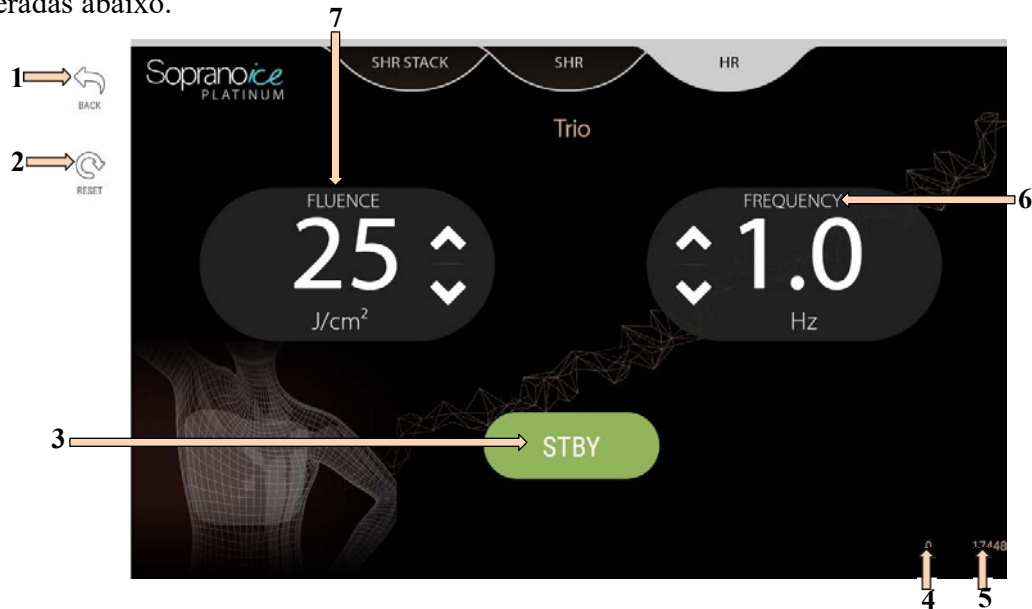 eradas abaixo.
7
1
BACK
Sopranoice
PLATINUM
SHR STACK
SHR
HR
Trio
2
RESET
FLUENCE
25
J/cm²
FREQUENCY
1.0
Hz
6
3
STBY
0
17448
4
5